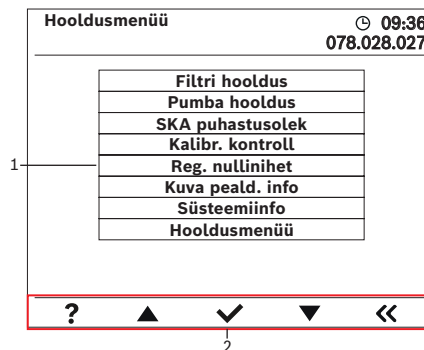 Hooldusmenüü
09:36
078.028.027
Filtri hooldus
Pumba hooldus
SKA puhastusolek
Kalibr. kontroll
1
Reg. nullinihet
Kuva peald. info
Süsteemiinfo
Hooldusmenüü
?
2